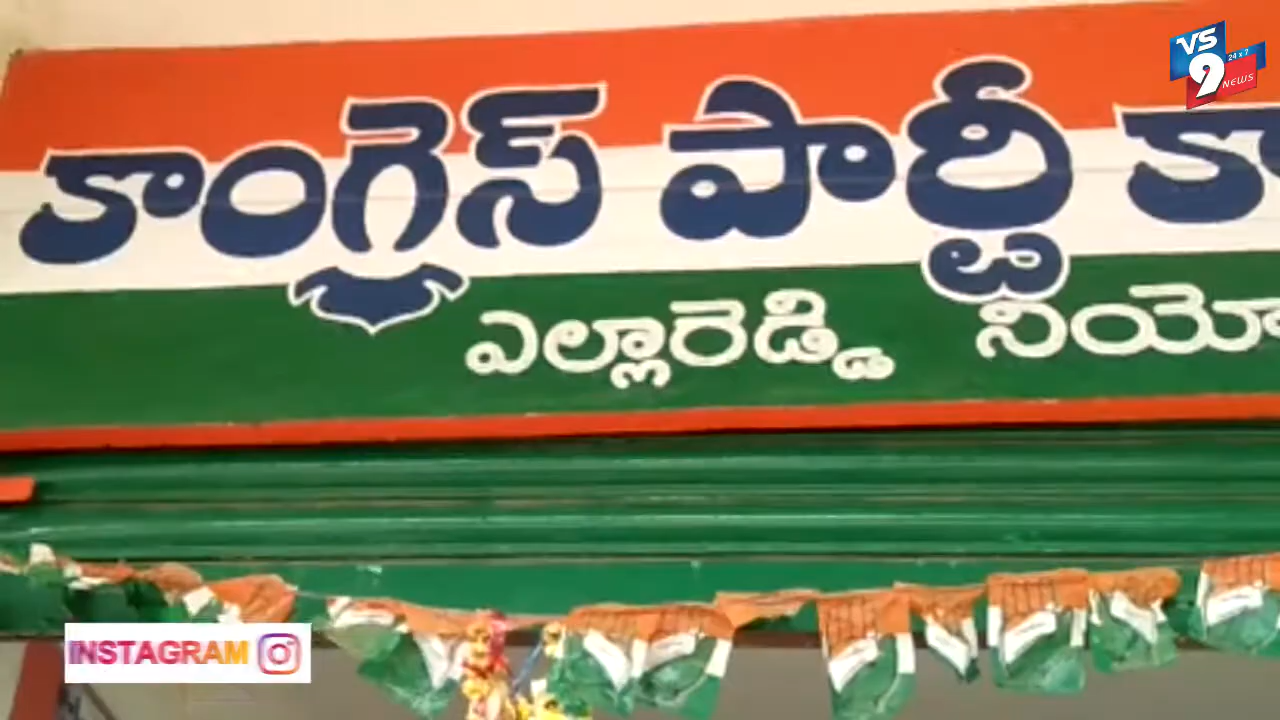 VS
9
24 x 7
NEWS
కాంగ్రెస్ పార్టీ కా
ఎల్లారెడ్డి నియో
INSTAGRAM